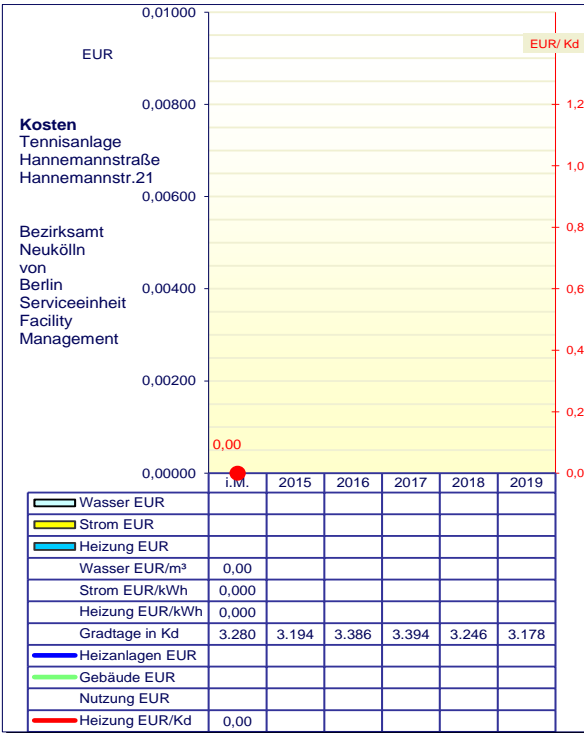 0,01000
EUR
EUR/ Kd
0,00800
1,2
Kosten
Tennisanlage
Hannemannstraße
Hannemannstr.21
1,0
0,00600
Bezirksamt
0,8
Neukölln
von
Berlin
0,00400
0,6
Serviceeinheit
Facility
Management
0,4
0,00200
0,2
0,00
0,00000
0,0
i.M. 2015 2016 2017 2018 2019
Wasser EUR
Strom EUR
Heizung EUR
Wasser EUR/m³ 0,00
Strom EUR/kWh 0,000
Heizung EUR/kWh 0,000
Gradtage in Kd 3.280 3.194 3.386 3.394 3.246 3.178
Heizanlagen EUR
Gebäude EUR
Nutzung EUR
Heizung EUR/Kd 0,00